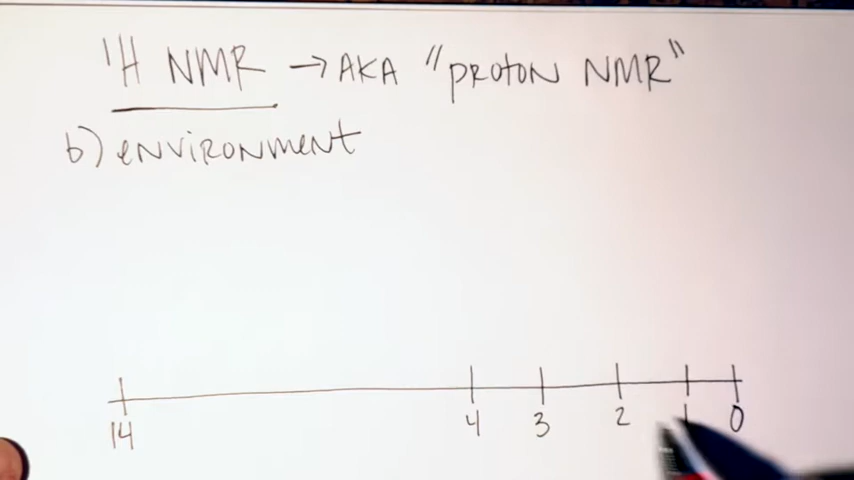 ¹H NMR → AKA "PROTON NMR"
b) ENVIRONMENT
14 4 3 2 1 0